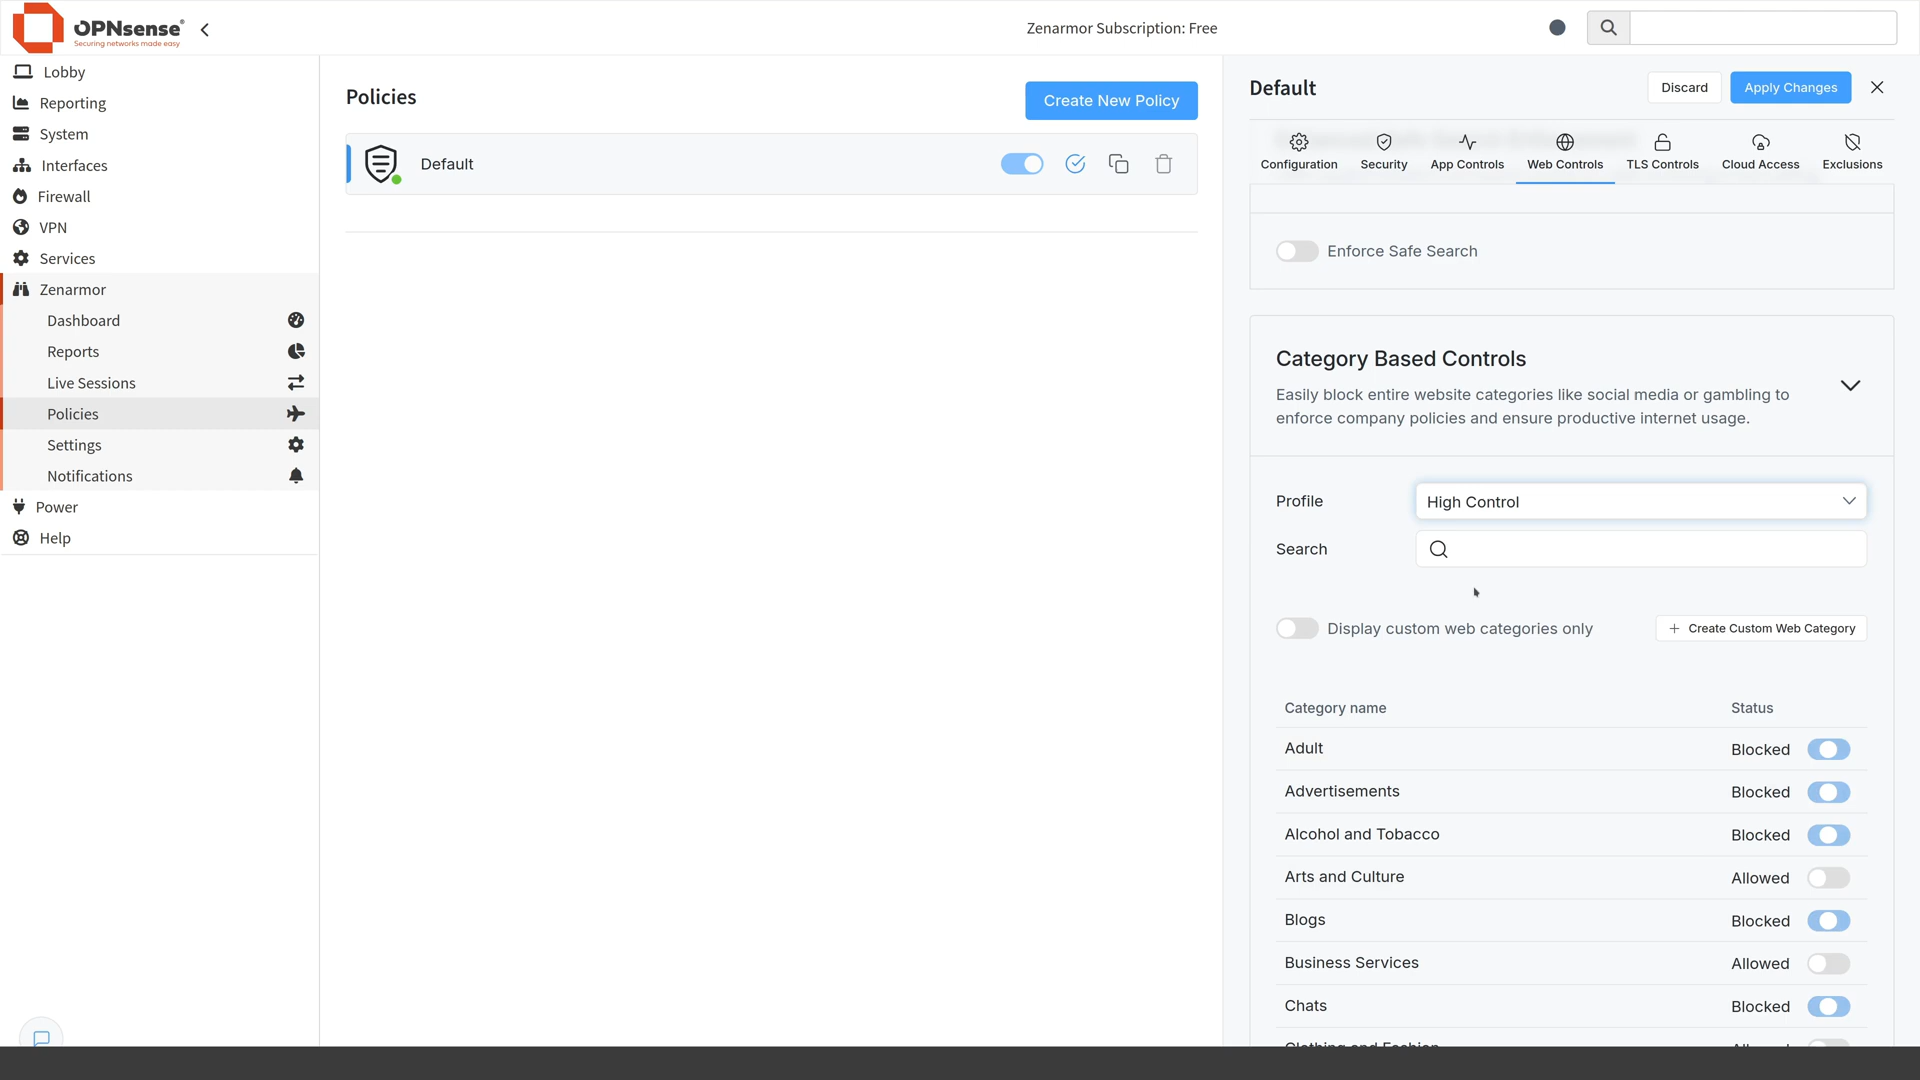 OPNsense®
Securing networks made easy
Zenarmor Subscription: Free
Lobby
Reporting
System
Interfaces
Firewall
VPN
Services
Zenarmor
Dashboard
Reports
Live Sessions
Policies
Settings
Notifications
Power
Help
Policies
Create New Policy
Default
Default
Discard
Apply Changes
Configuration
Security
App Controls
Web Controls
TLS Controls
Cloud Access
Exclusions
Enforce Safe Search
Category Based Controls
Easily block entire website categories like social media or gambling to
enforce company policies and ensure productive internet usage.
Profile
High Control
Search
Display custom web categories only
Create Custom Web Category
Category name Status
Adult Blocked
Advertisements Blocked
Alcohol and Tobacco Blocked
Arts and Culture Allowed
Blogs Blocked
Business Services Allowed
Chats Blocked
Clothing and Fashion